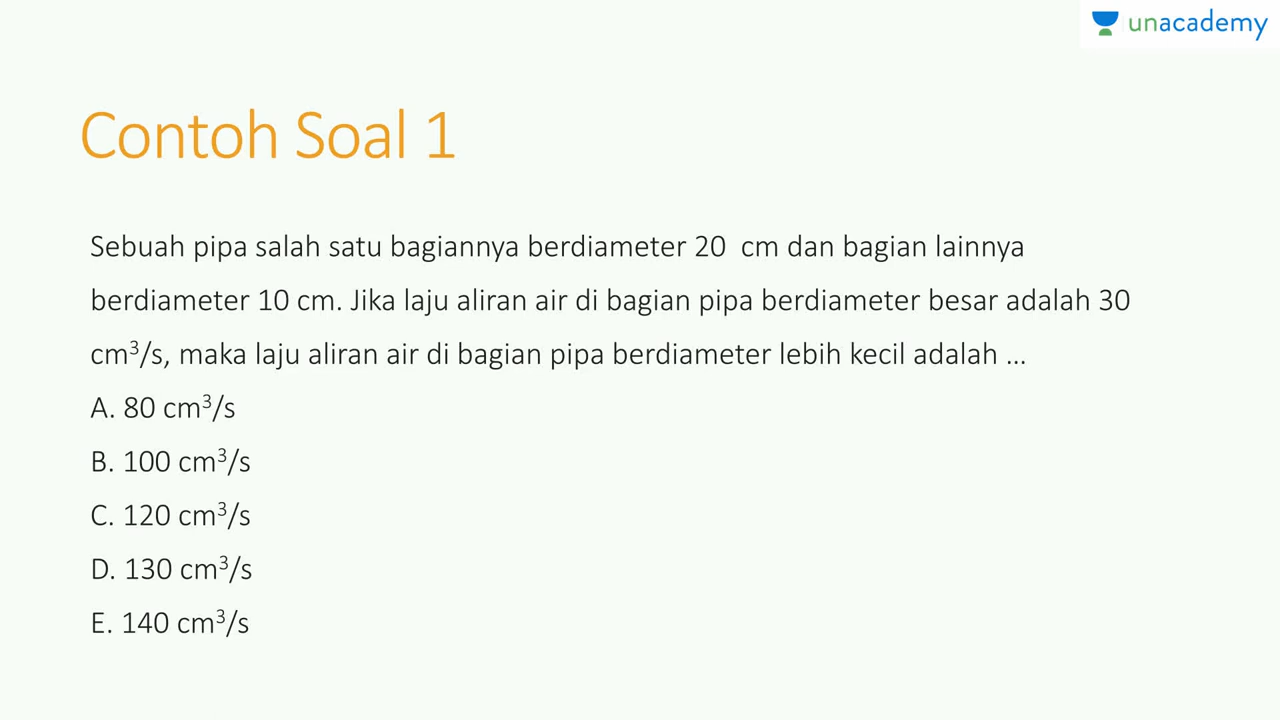 unacademy
Contoh Soal 1
Sebuah pipa salah satu bagiannya berdiameter 20 cm dan bagian lainnya
berdiameter 10 cm. Jika laju aliran air di bagian pipa berdiameter besar adalah 30
cm³/s, maka laju aliran air di bagian pipa berdiameter lebih kecil adalah ...
A. 80 cm³/s
B. 100 cm³/s
C. 120 cm³/s
D. 130 cm³/s
E. 140 cm³/s